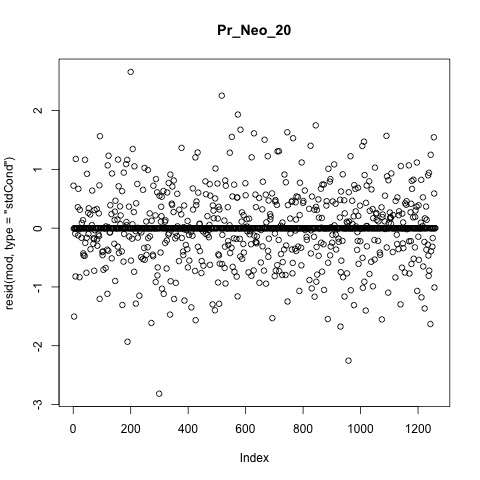 Pr_Neo_20
resid(mod, type = "stdCond")
2
1
0
-1
-2
-3
0 200 400 600 800 1000 1200
Index